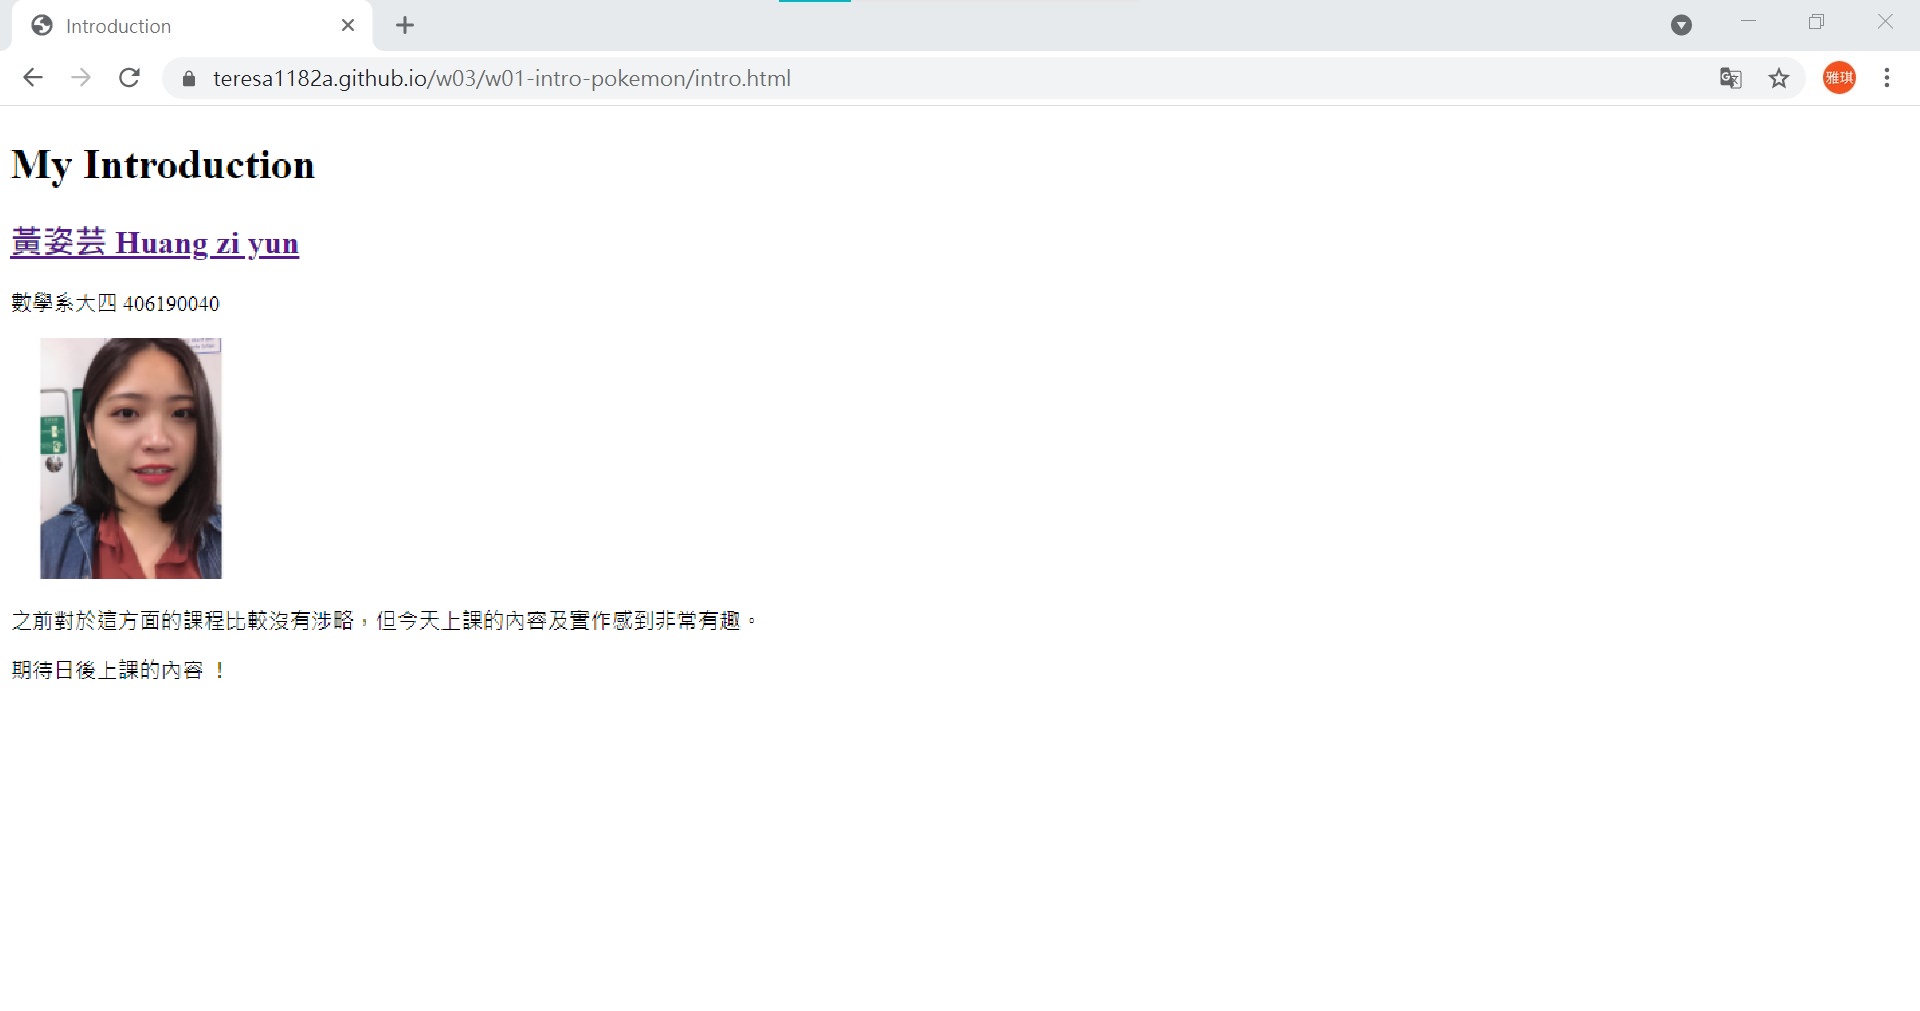 Introduction
teresa1182a.github.io/w03/w01-intro-pokemon/intro.html
雅琪
My Introduction
黃姿芸 Huang zi yun
數學系大四 406190040
之前對於這方面的課程比較沒有涉略，但今天上課的內容及實作感到非常有趣。
期待日後上課的內容 ！